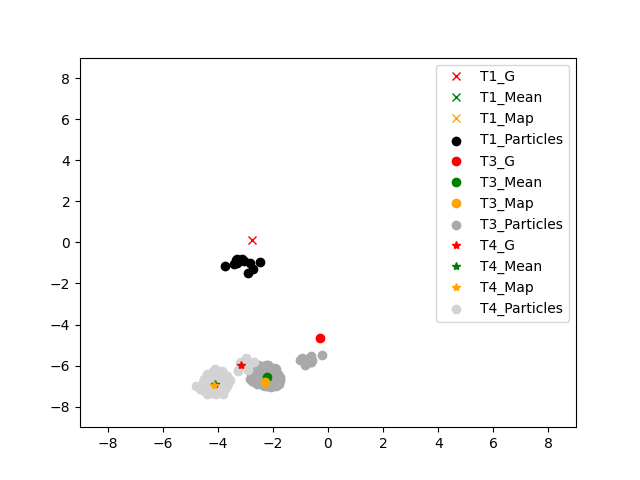 8
6
4
2
0
−2
−4
−6
−8
−8 −6 −4 −2 0 2 4 6 8
T1_G
T1_Mean
T1_Map
T1_Particles
T3_G
T3_Mean
T3_Map
T3_Particles
T4_G
T4_Mean
T4_Map
T4_Particles